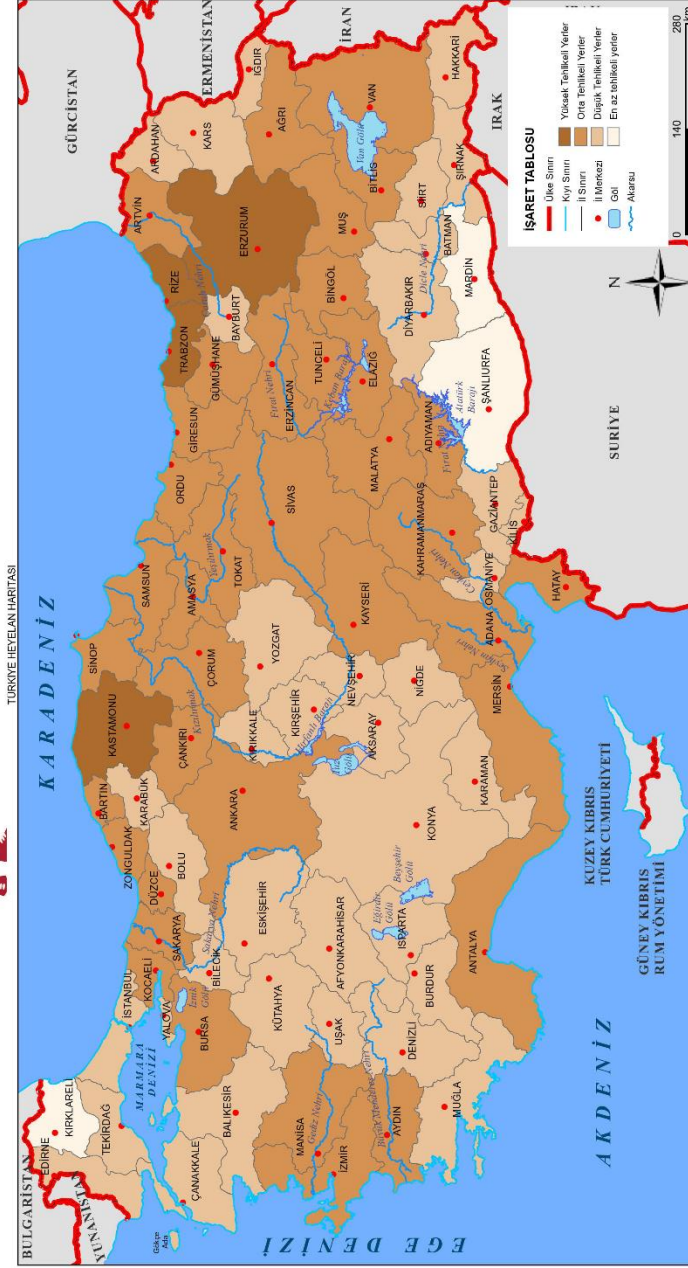 TÜRKİYE HEYELAN HARİTASI
BULGARİSTAN
YUNANİSTAN
GÜRCİSTAN
ERMENİSTAN
İRAN
IRAK
SURİYE
KARADENİZ
MARMARA
DENİZİ
EGE DENİZİ
AKDENİZ
KUZEY KIBRIS
TÜRK CUMHURİYETİ
GÜNEY KIBRIS
RUM YÖNETİMİ
EDİRNE
KIRKLARELİ
TEKİRDAĞ
İSTANBUL
KOCAELİ
YALOVA
SAKARYA
DÜZCE
ZONGULDAK
BARTIN
KARABÜK
BOLU
KASTAMONU
SİNOP
ÇANKIRI
ÇORUM
SAMSUN
AMASYA
TOKAT
ORDU
GİRESUN
GÜMÜŞHANE
TRABZON
RİZE
BAYBURT
ARTVİN
ARDAHAN
KARS
IĞDIR
AĞRI
ERZURUM
ERZİNCAN
SİVAS
YOZGAT
KIRIKKALE
ANKARA
ESKİŞEHİR
BİLECİK
BURSA
BALIKESİR
ÇANAKKALE
Gökçe
Ada
KÜTAHYA
MANİSA
İZMİR
UŞAK
AFYONKARAHİSAR
AYDIN
DENİZLİ
MUĞLA
BURDUR
ISPARTA
ANTALYA
KONYA
KARAMAN
AKSARAY
KIRŞEHİR
NEVŞEHİR
NİĞDE
KAYSERİ
MERSİN
ADANA
OSMANİYE
HATAY
KAHRAMANMARAŞ
GAZİANTEP
KİLİS
MALATYA
ADIYAMAN
ŞANLIURFA
ELAZIĞ
TUNCELİ
BİNGÖL
MUŞ
BİTLİS
VAN
HAKKARİ
ŞIRNAK
SİİRT
BATMAN
MARDİN
DİYARBAKIR
İznik
Gölü
Sakarya Nehri
Gediz Nehri
Büyük Menderes Nehri
Eğirdir
Gölü
Beyşehir
Gölü
Tuz
Gölü
Hirfanlı Barajı
Kızılırmak
Yeşilırmak
Seyhan Nehri
Ceyhan Nehri
Fırat Nehri
Fırat Nehri
Keban Barajı
Atatürk
Barajı
Dicle Nehri
Van Gölü
N
İŞARET TABLOSU
Ülke Sınırı
Kıyı Sınırı
İl Sınırı
İl Merkezi
Göl
Akarsu
Yüksek Tehlikeli Yerler
Orta Tehlikeli Yerler
Düşük Tehlikeli Yerler
En az tehlikeli yerler
0 140 280
km